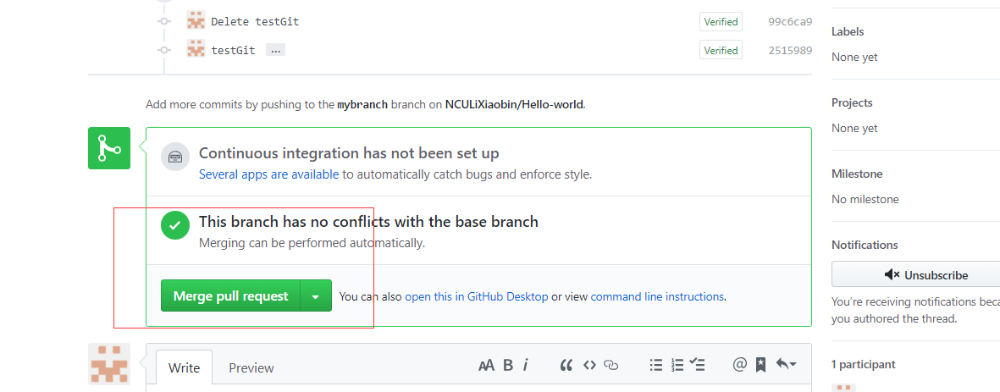 Delete testGit Verified 99c6ca9
testGit ... Verified 2515989
Add more commits by pushing to the mybranch branch on NCULiXiaobin/Hello-world.
Continuous integration has not been set up
Several apps are available to automatically catch bugs and enforce style.
This branch has no conflicts with the base branch
Merging can be performed automatically.
Merge pull request
You can also open this in GitHub Desktop or view command line instructions.
Write Preview
AA B i
Labels
None yet
Projects
None yet
Milestone
No milestone
Notifications
Unsubscribe
You're receiving notifications beca
you authored the thread.
1 participant